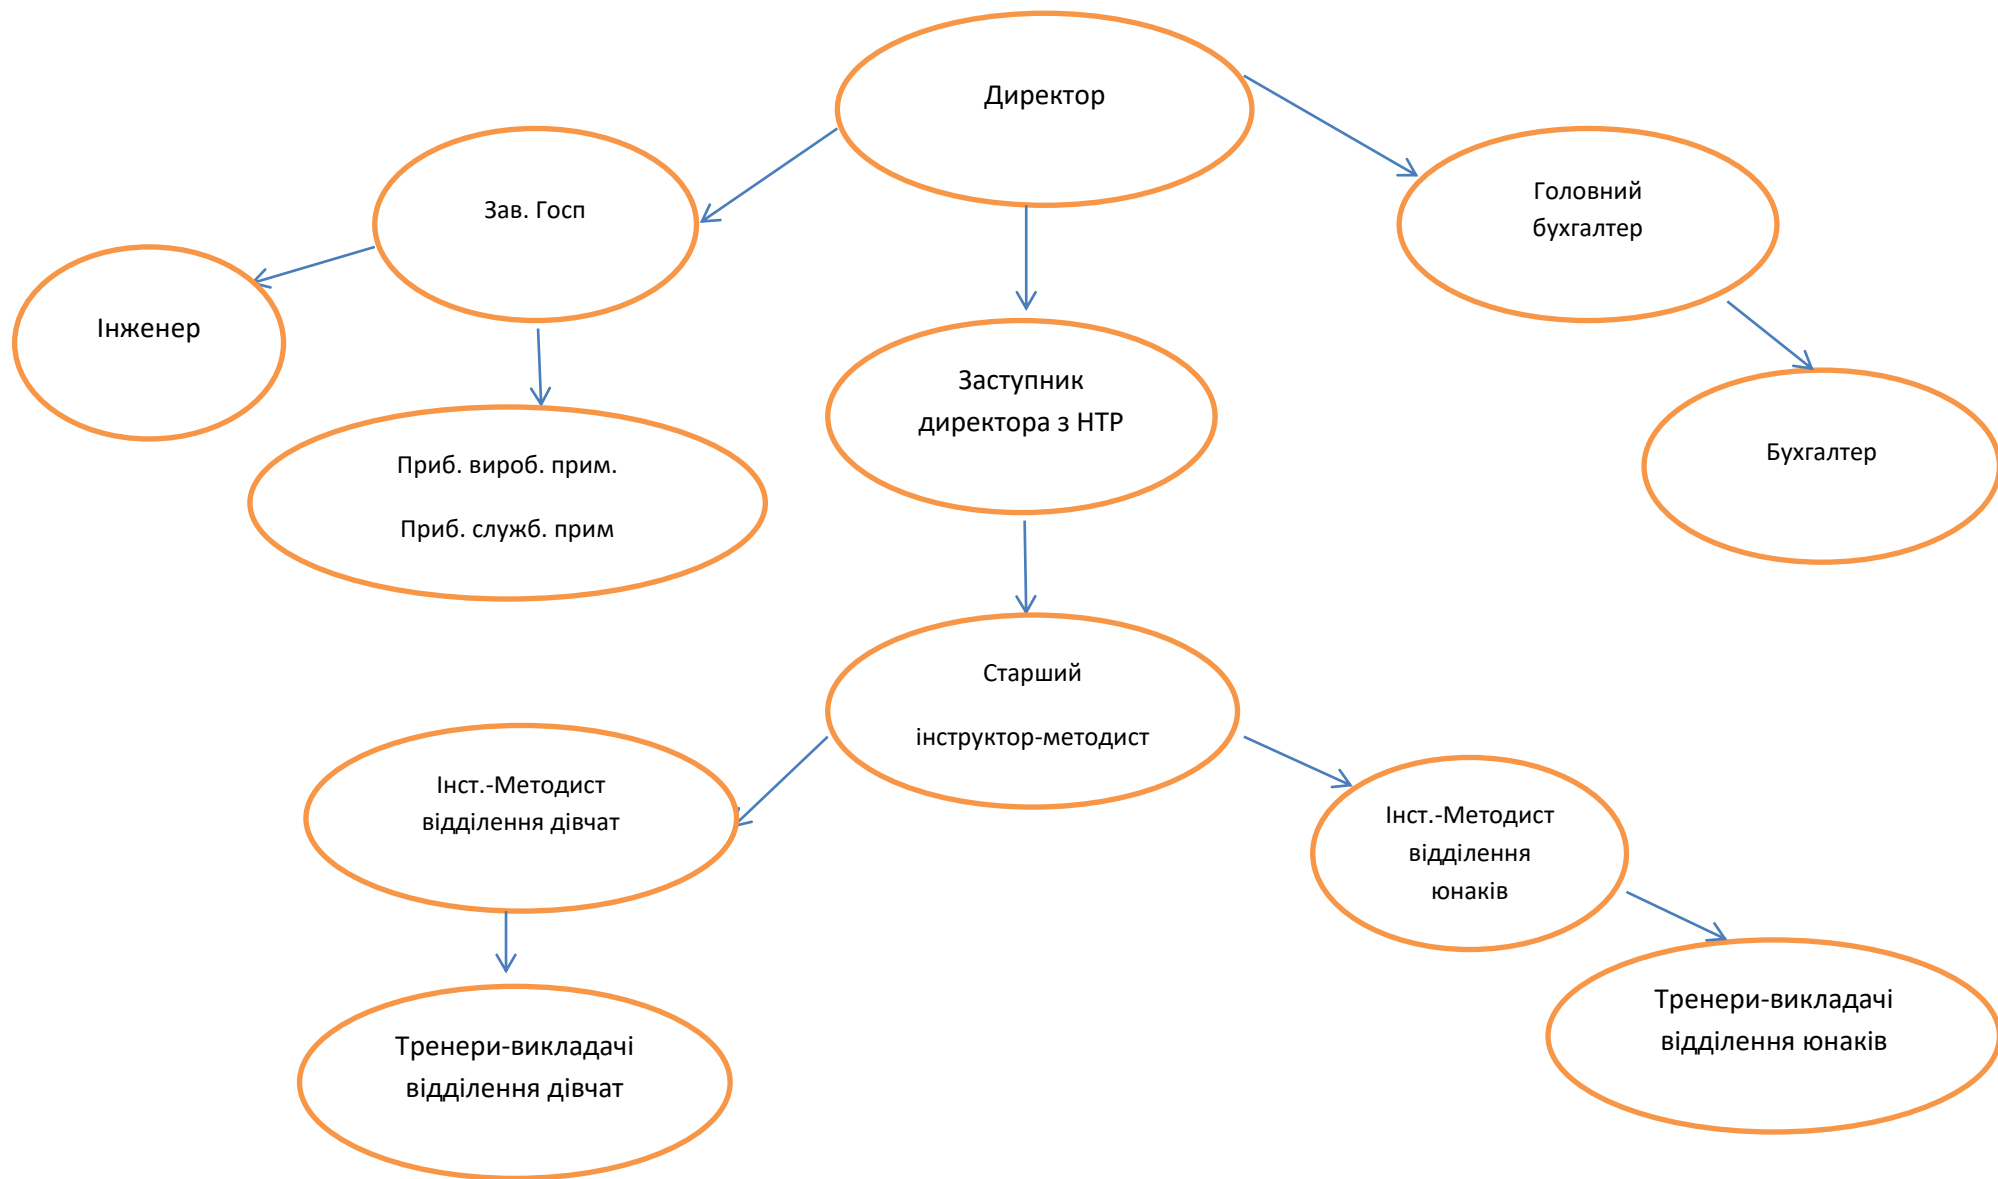 Директор
Зав. Госп
Головний
бухгалтер
Інженер
Заступник
директора з НТР
Приб. вироб. прим.
Приб. служб. прим
Бухгалтер
Старший
інструктор-методист
Інст.-Методист
відділення дівчат
Інст.-Методист
відділення
юнаків
Тренери-викладачі
відділення дівчат
Тренери-викладачі
відділення юнаків